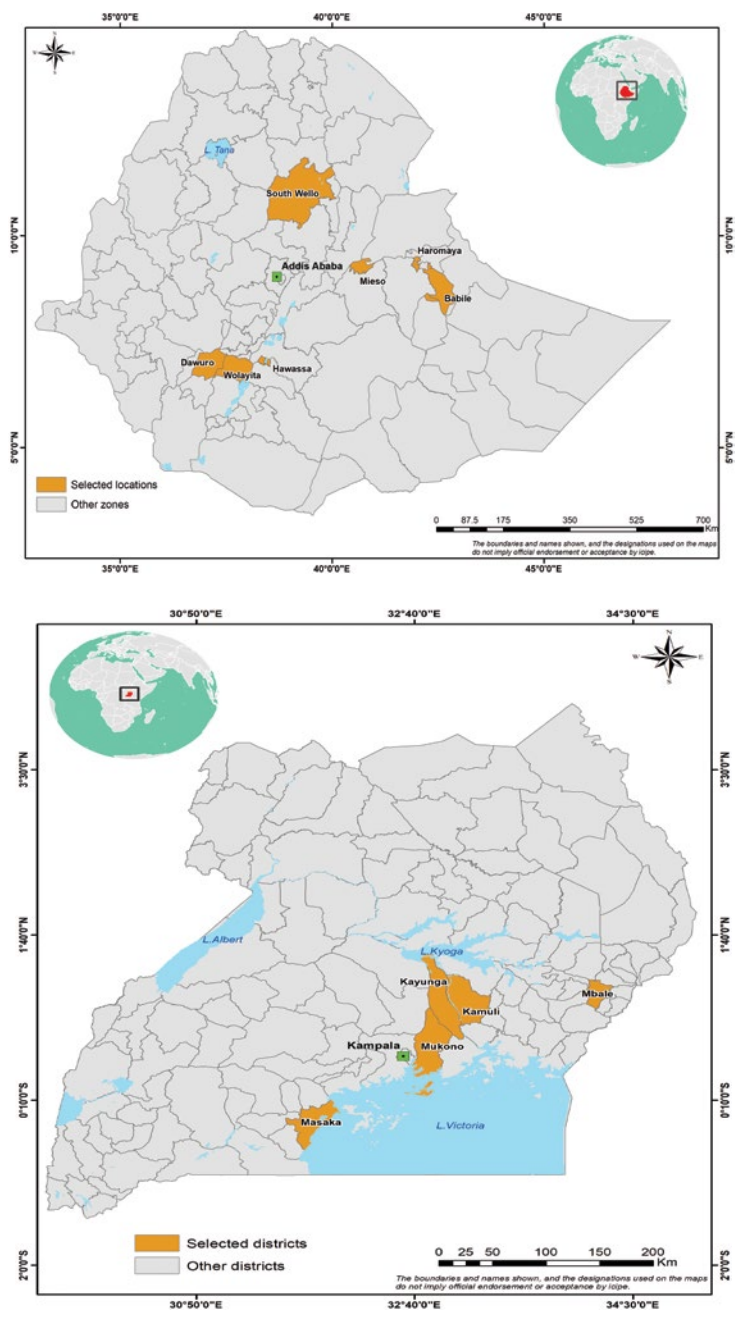 35°0'0"E 40°0'0"E 45°0'0"E
N
W E
S
L. Tana
South Wello
10°0'0"N
10°0'0"N
Haromaya
Addis Ababa
Mieso
Babile
Dawuro
Wolayita
Hawassa
5°0'0"N
5°0'0"N
Selected locations
Other zones
0 87.5 175 350 525 700
Km
The boundaries and names shown, and the designations used on the maps
do not imply official endorsement or acceptance by icipe.
35°0'0"E 40°0'0"E 45°0'0"E
30°50'0"E 32°40'0"E 34°30'0"E
N
W E
S
3°30'0"N
3°30'0"N
1°40'0"N
1°40'0"N
L.Albert
L.Kyoga
Kayunga
Mbale
Kamuli
Kampala
Mukono
0°10'0"S
0°10'0"S
Masaka
L.Victoria
Selected districts
Other districts
0 25 50 100 150 200
Km
The boundaries and names shown, and the designations used on the maps
do not imply official endorsement or acceptance by icipe.
2°0'0"S
2°0'0"S
30°50'0"E 32°40'0"E 34°30'0"E